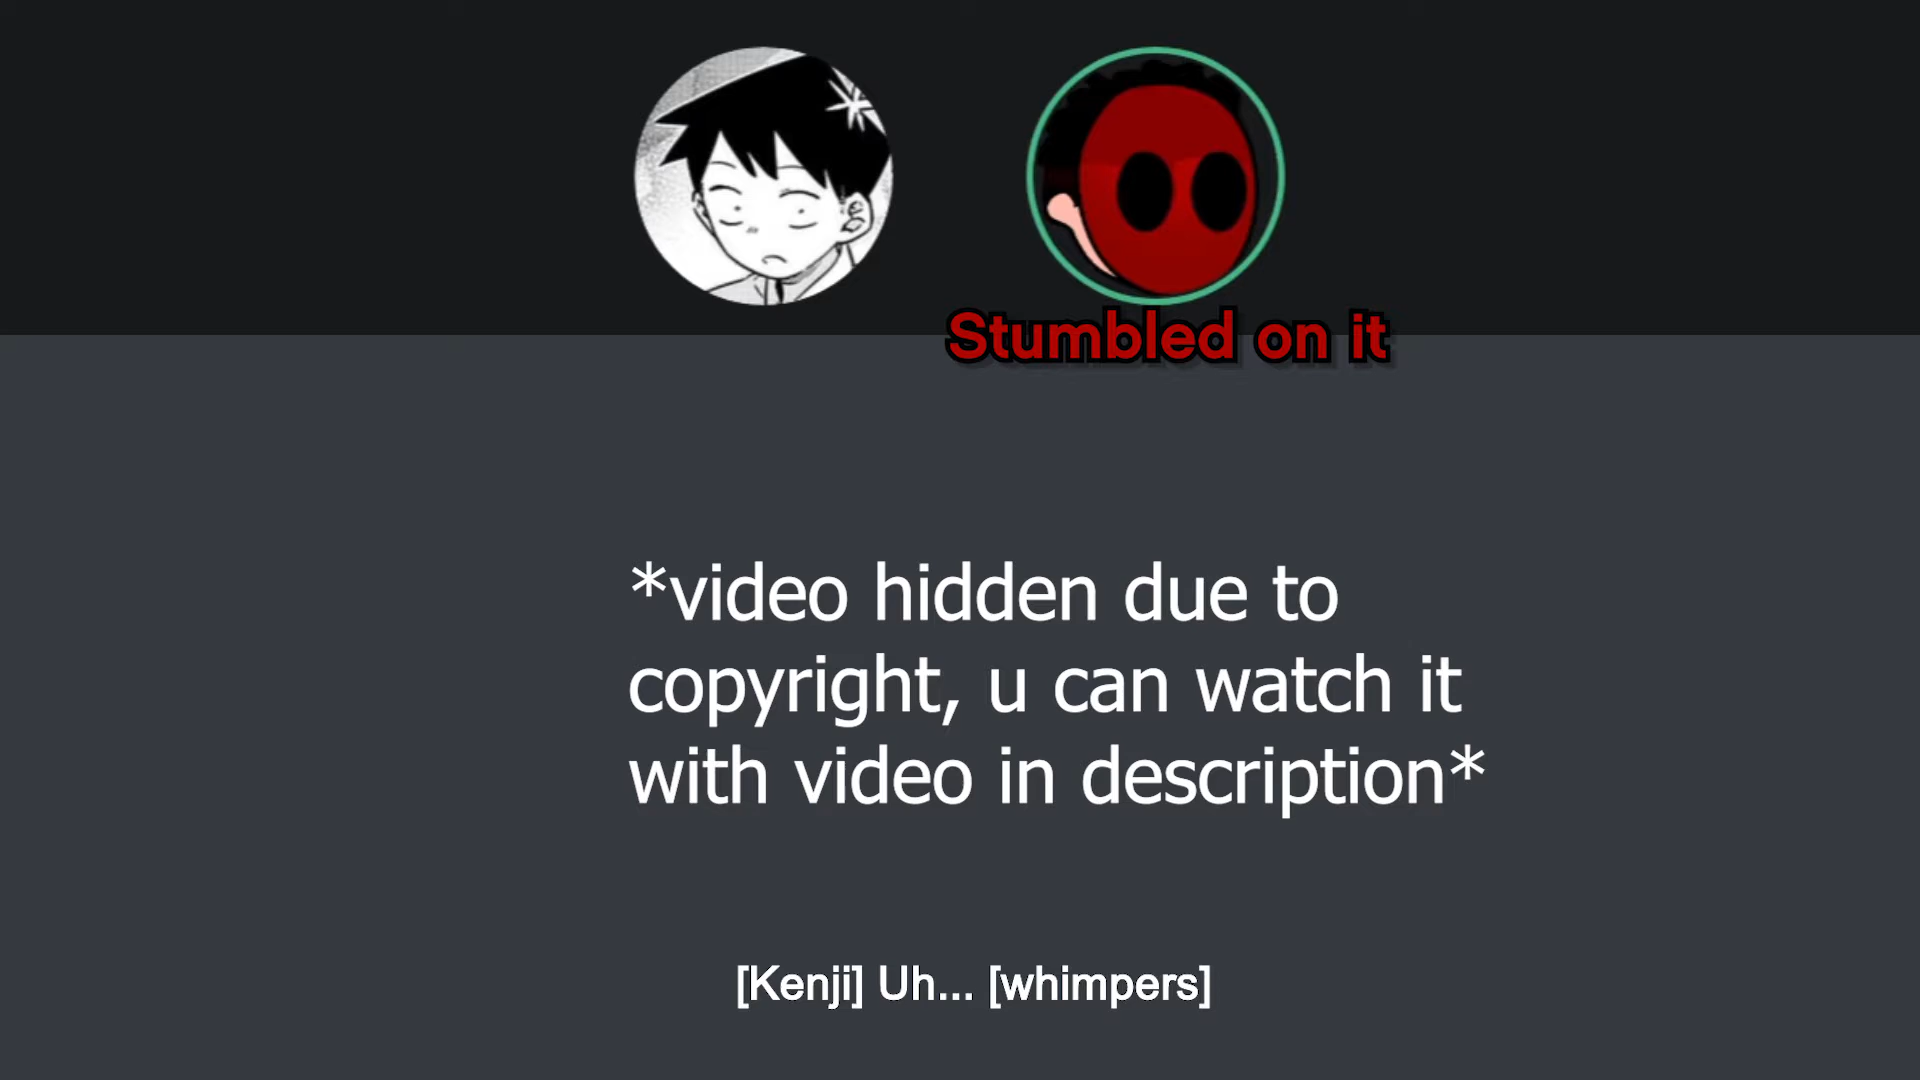 Stumbled on it
*video hidden due to
copyright, u can watch it
with video in description*
[Kenji] Uh... [whimpers]